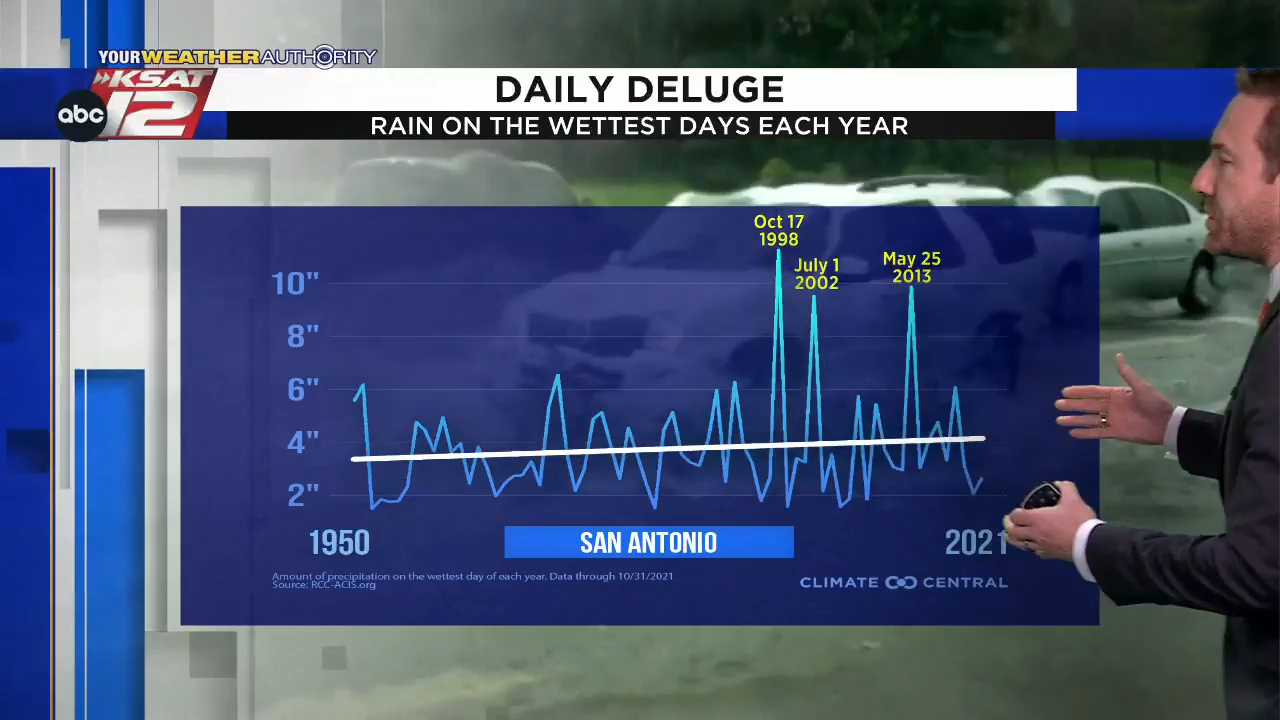 YOUR WEATHER AUTHORITY
KSAT
abc 12
DAILY DELUGE
RAIN ON THE WETTEST DAYS EACH YEAR
Oct 17
1998
July 1
2002
May 25
2013
10"
8"
6"
4"
2"
1950
SAN ANTONIO
2021
Amount of precipitation on the wettest day of each year. Data through 10/31/2021
Source: RCC-ACIS.org
CLIMATE CENTRAL